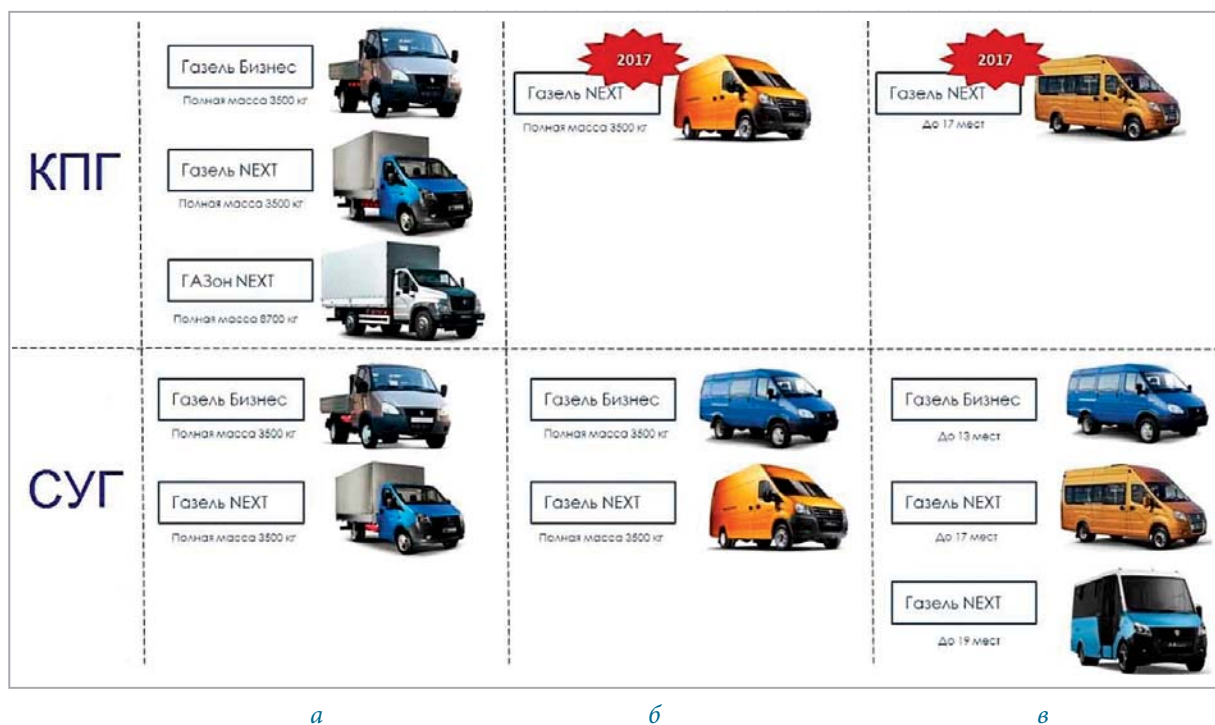 КПГ
Газель Бизнес
Полная масса 3500 кг
Газель NEXT
Полная масса 3500 кг
ГАЗон NEXT
Полная масса 8700 кг
2017
Газель NEXT
Полная масса 3500 кг
2017
Газель NEXT
До 17 мест
СУГ
Газель Бизнес
Полная масса 3500 кг
Газель NEXT
Полная масса 3500 кг
Газель Бизнес
Полная масса 3500 кг
Газель NEXT
Полная масса 3500 кг
Газель Бизнес
До 13 мест
Газель NEXT
До 17 мест
Газель NEXT
До 19 мест
а
б
в